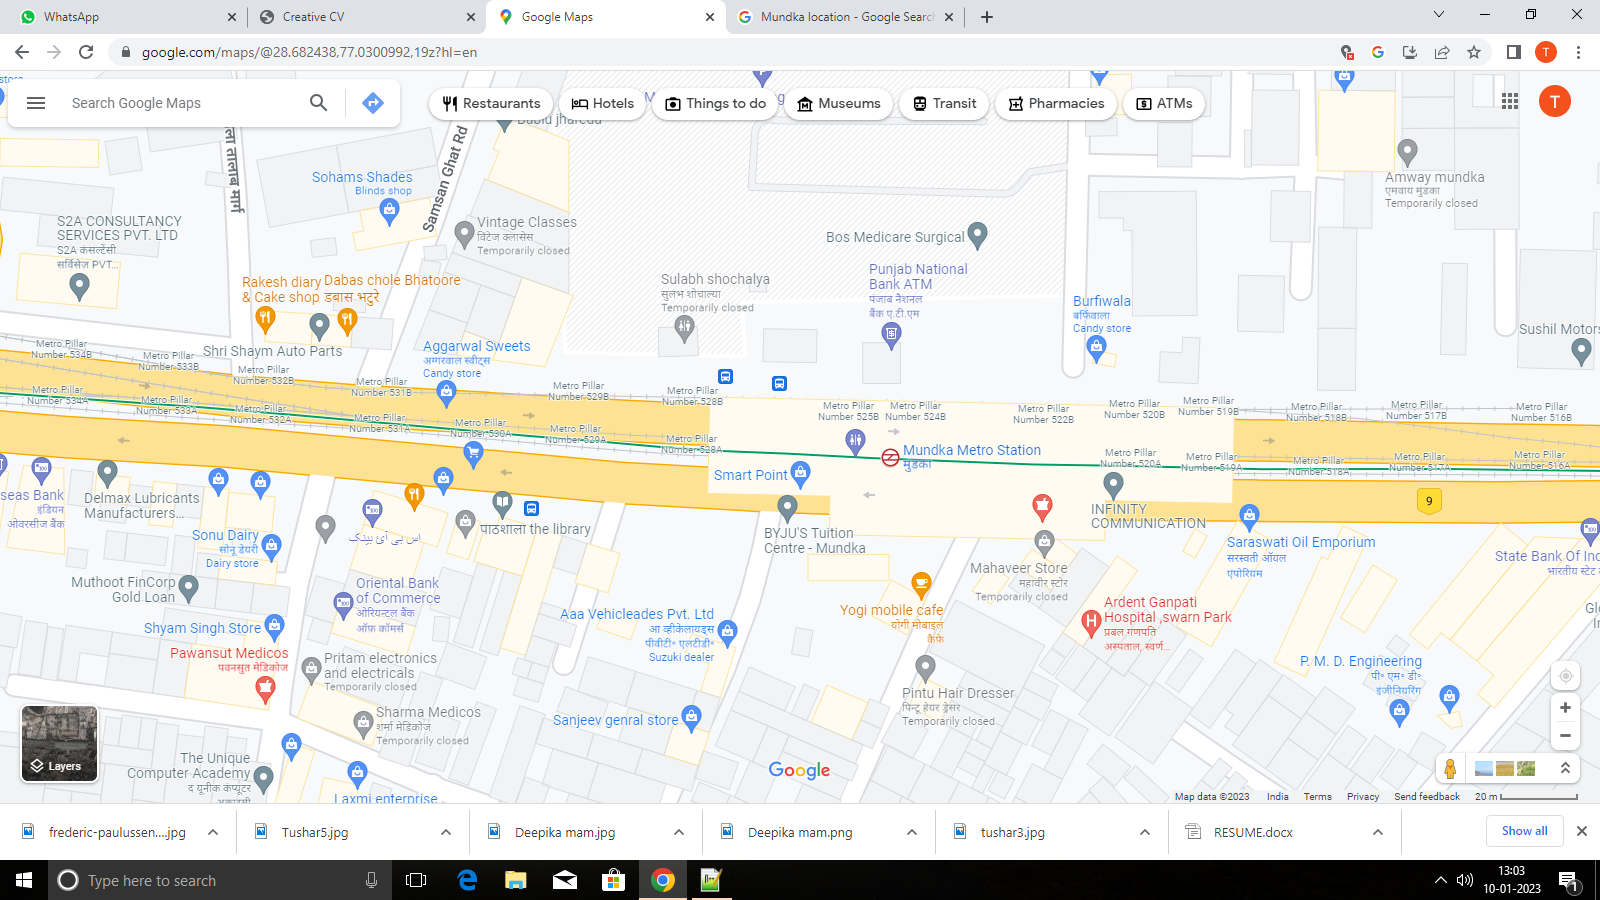 WhatsApp
Creative CV
Google Maps
Mundka location - Google Search
google.com/maps/@28.682438,77.0300992,19z?hl=en
T
Search Google Maps
Restaurants
Hotels
Things to do
Museums
Transit
Pharmacies
ATMs
T
store
Bablu jhareda
ला तालाब मार्ग
Samsan Ghat Rd
Sohams Shades
Blinds shop
Amway mundka
एमवाय मुंडका
Temporarily closed
S2A CONSULTANCY
SERVICES PVT. LTD
S2A कंसल्टेंसी
सर्विसेज़ PVT...
Vintage Classes
विंटेज क्लासेस
Temporarily closed
Bos Medicare Surgical
Rakesh diary
& Cake shop
Dabas chole Bhatoore
डबास भटुरे
Sulabh shochalya
सुलभ शोचाल्या
Temporarily closed
Punjab National
Bank ATM
पंजाब नैशनल
बैंक ए.टी.एम
Burfiwala
बर्फिवाला
Candy store
Sushil Motors
Shri Shaym Auto Parts
Aggarwal Sweets
अग्गरवाल स्वीट्स
Candy store
Metro Pillar
Number 534B
Metro Pillar
Number 533B
Metro Pillar
Number 532B
Metro Pillar
Number 531B
Metro Pillar
Number 529B
Metro Pillar
Number 528B
Metro Pillar
Number 525B
Metro Pillar
Number 524B
Metro Pillar
Number 522B
Metro Pillar
Number 520B
Metro Pillar
Number 519B
Metro Pillar
Number 518B
Metro Pillar
Number 517B
Metro Pillar
Number 516B
Metro Pillar
Number 534A
Metro Pillar
Number 533A
Metro Pillar
Number 532A
Metro Pillar
Number 531A
Metro Pillar
Number 530A
Metro Pillar
Number 529A
Metro Pillar
Number 528A
Mundka Metro Station
मुंडका
Metro Pillar
Number 520A
Metro Pillar
Number 519A
Metro Pillar
Number 518A
Metro Pillar
Number 517A
Metro Pillar
Number 516A
Smart Point
9
seas Bank
इंडियन
ओवरसीज बैंक
Delmax Lubricants
Manufacturers...
पाठशाला the library
BYJU'S Tuition
Centre - Mundka
INFINITY
COMMUNICATION
Sonu Dairy
सोनू डेयरी
Dairy store
اس بی آئ بینک
Saraswati Oil Emporium
सरस्वती ऑयल
एंपोरियम
State Bank Of Ind
भारतीय स्टेट
Mahaveer Store
महावीर स्टोर
Temporarily closed
Muthoot FinCorp
Gold Loan
Oriental Bank
of Commerce
ओरियन्टल बैंक
ऑफ़ कॉमर्स
Yogi mobile cafe
योगी मोबाइल
कैफे
Ardent Ganpati
Hospital ,swarn Park
प्रबल गणपति
अस्पताल, स्वर्ण...
Aaa Vehicleades Pvt. Ltd
आ व्हीकेलायड्स
पीवीटी॰ एलटीडी॰
Suzuki dealer
Shyam Singh Store
Pawansut Medicos
पवनसुत मेडिकोज
Pritam electronics
and electricals
Temporarily closed
P. M. D. Engineering
पी॰ एम॰ डी॰
इंजीनियरिंग
Pintu Hair Dresser
पिन्टू हेयर ड्रेसर
Temporarily closed
Sharma Medicos
शर्मा मेडिकोज
Temporarily closed
Sanjeev genral store
The Unique
Computer Academy
द यूनीक कंप्यूटर
Laxmi enterprise
Layers
Google
Map data ©2023
India
Terms
Privacy
Send feedback
20 m
frederic-paulussen....jpg
Tushar5.jpg
Deepika mam.jpg
Deepika mam.png
tushar3.jpg
RESUME.docx
Show all
Type here to search
13:03
10-01-2023
1